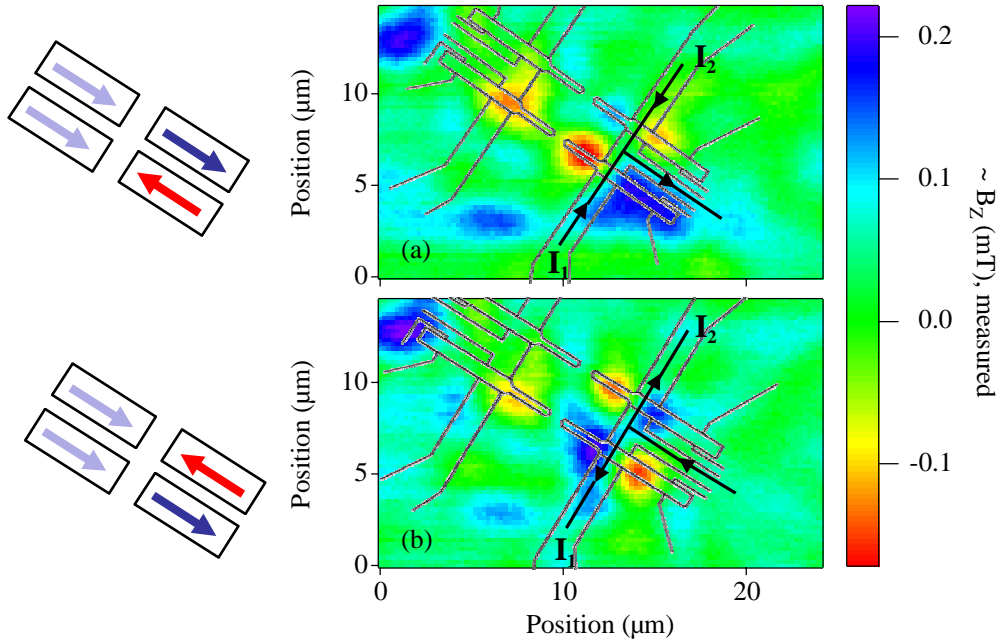 Position (μm)
10
5
0
(a)
I₁
I₂
Position (μm)
10
5
0
(b)
I₁
I₂
0
10
20
Position (μm)
0.2
0.1
0.0
-0.1
~ B_Z (mT), measured